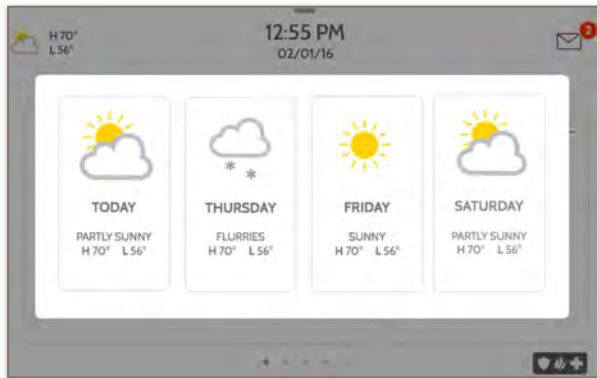 H 70°
L 56°
12:55 PM
02/01/16
2
TODAY
PARTLY SUNNY
H 70° L 56°
THURSDAY
FLURRIES
H 70° L 56°
FRIDAY
SUNNY
H 70° L 56°
SATURDAY
PARTLY SUNNY
H 70° L 56°